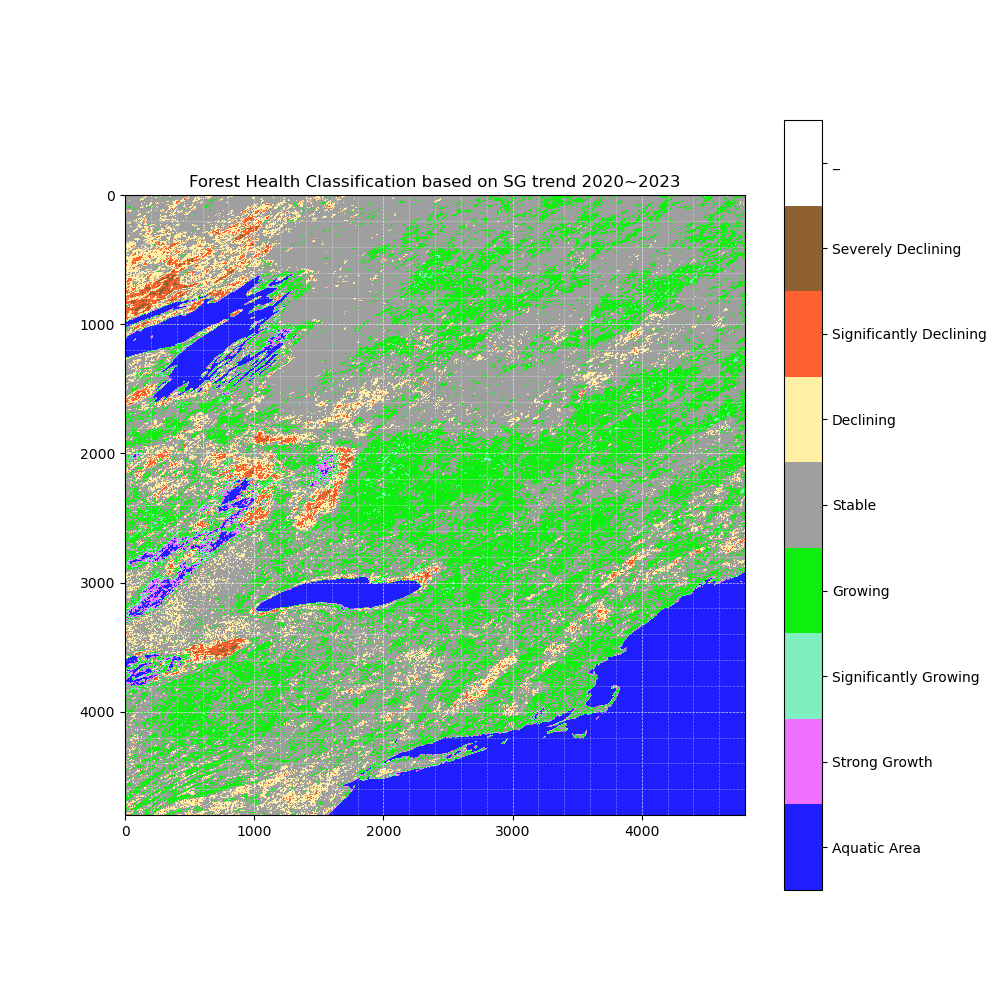 Forest Health Classification based on SG trend 2020~2023
0
1000
2000
3000
4000
0
1000
2000
3000
4000
_
Severely Declining
Significantly Declining
Declining
Stable
Growing
Significantly Growing
Strong Growth
Aquatic Area